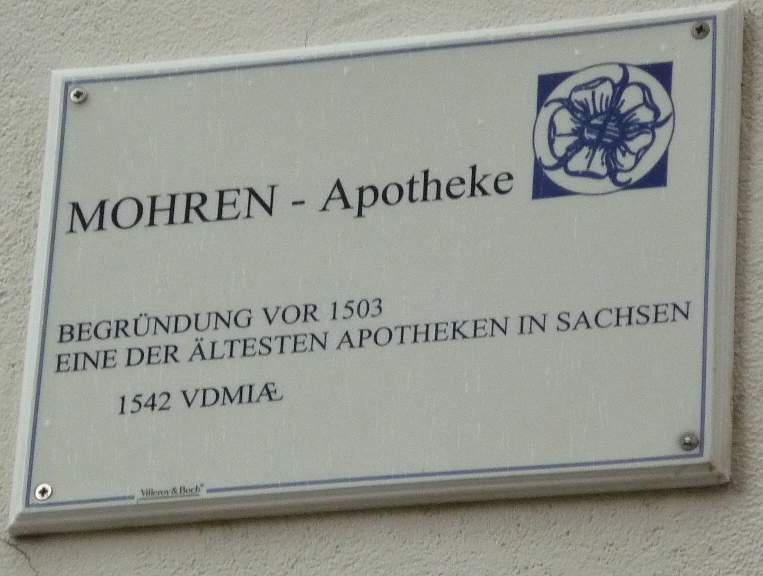 MOHREN - Apotheke
BEGRÜNDUNG VOR 1503
EINE DER ÄLTESTEN APOTHEKEN IN SACHSEN
1542 VDMIÆ
Villeroy & Boch